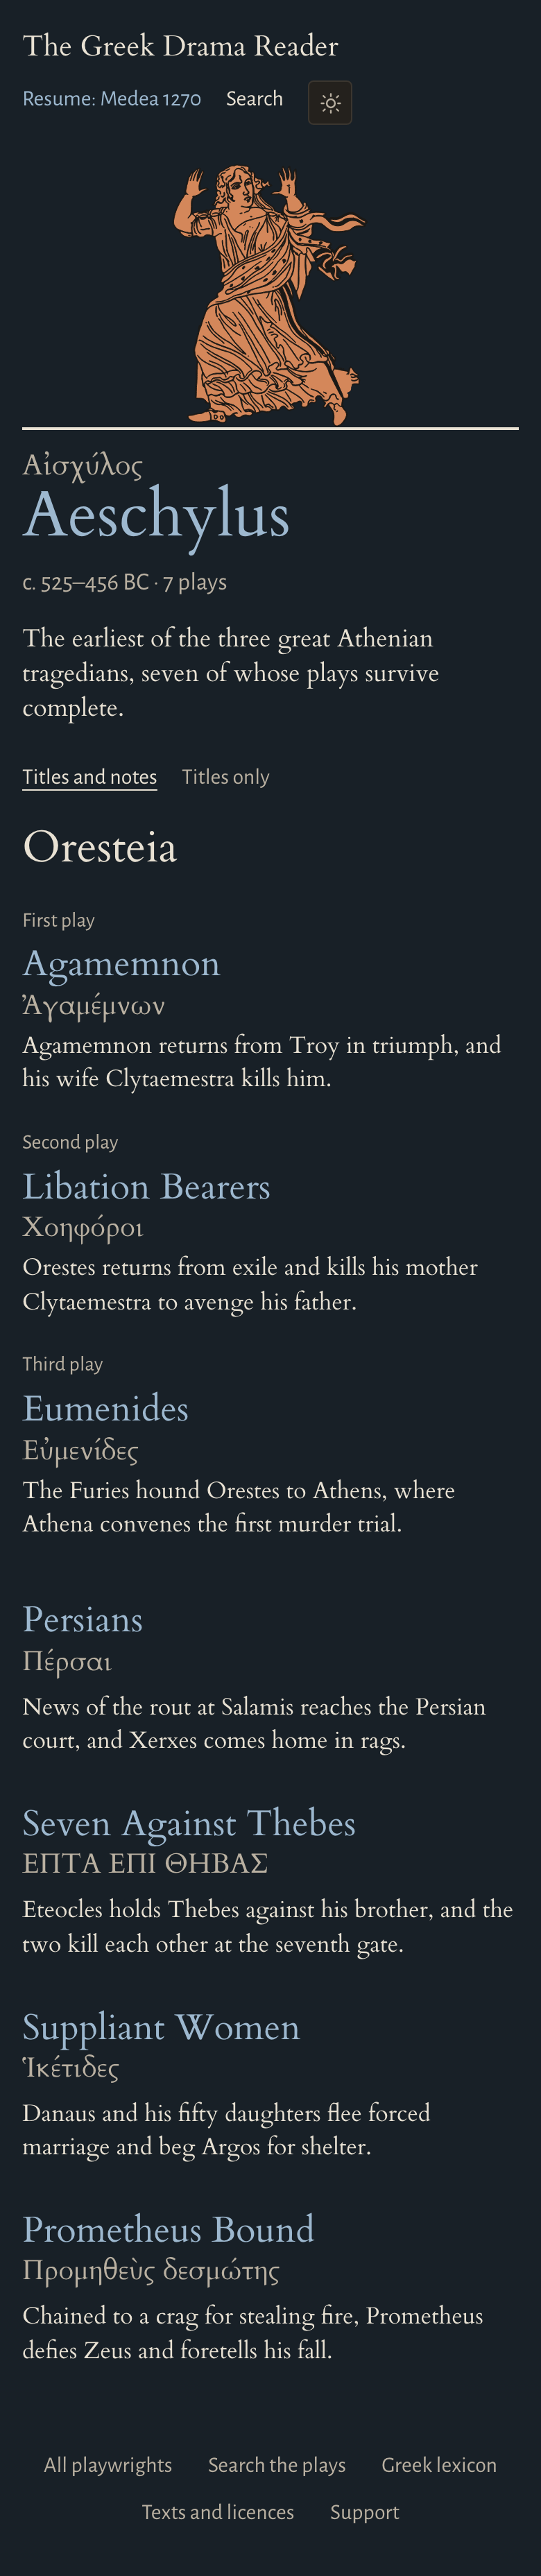 The Greek Drama Reader
Resume: Medea 1270 Search
Αἰσχύλος
Aeschylus
c. 525–456 BC · 7 plays
The earliest of the three great Athenian
tragedians, seven of whose plays survive
complete.
Titles and notes Titles only
Oresteia
First play
Agamemnon
Ἀγαμέμνων
Agamemnon returns from Troy in triumph, and
his wife Clytaemestra kills him.
Second play
Libation Bearers
Χοηφόροι
Orestes returns from exile and kills his mother
Clytaemestra to avenge his father.
Third play
Eumenides
Εὐμενίδες
The Furies hound Orestes to Athens, where
Athena convenes the first murder trial.
Persians
Πέρσαι
News of the rout at Salamis reaches the Persian
court, and Xerxes comes home in rags.
Seven Against Thebes
ΕΠΤΑ ΕΠΙ ΘΗΒΑΣ
Eteocles holds Thebes against his brother, and the
two kill each other at the seventh gate.
Suppliant Women
Ἱκέτιδες
Danaus and his fifty daughters flee forced
marriage and beg Argos for shelter.
Prometheus Bound
Προμηθεὺς δεσμώτης
Chained to a crag for stealing fire, Prometheus
defies Zeus and foretells his fall.
All playwrights Search the plays Greek lexicon
Texts and licences Support